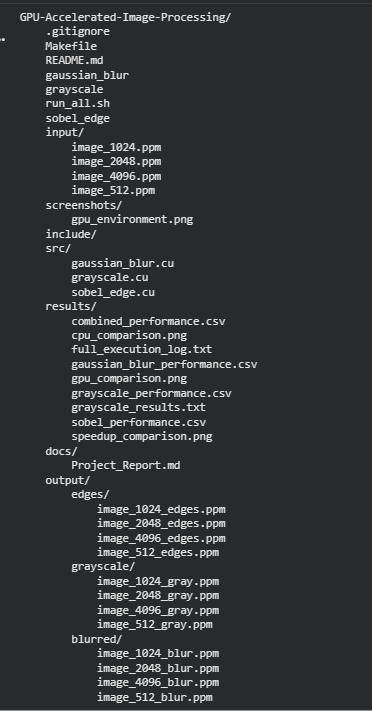 GPU-Accelerated-Image-Processing/
.gitignore
Makefile
README.md
gaussian_blur
grayscale
run_all.sh
sobel_edge
input/
image_1024.ppm
image_2048.ppm
image_4096.ppm
image_512.ppm
screenshots/
gpu_environment.png
include/
src/
gaussian_blur.cu
grayscale.cu
sobel_edge.cu
results/
combined_performance.csv
cpu_comparison.png
full_execution_log.txt
gaussian_blur_performance.csv
gpu_comparison.png
grayscale_performance.csv
grayscale_results.txt
sobel_performance.csv
speedup_comparison.png
docs/
Project_Report.md
output/
edges/
image_1024_edges.ppm
image_2048_edges.ppm
image_4096_edges.ppm
image_512_edges.ppm
grayscale/
image_1024_gray.ppm
image_2048_gray.ppm
image_4096_gray.ppm
image_512_gray.ppm
blurred/
image_1024_blur.ppm
image_2048_blur.ppm
image_4096_blur.ppm
image_512_blur.ppm